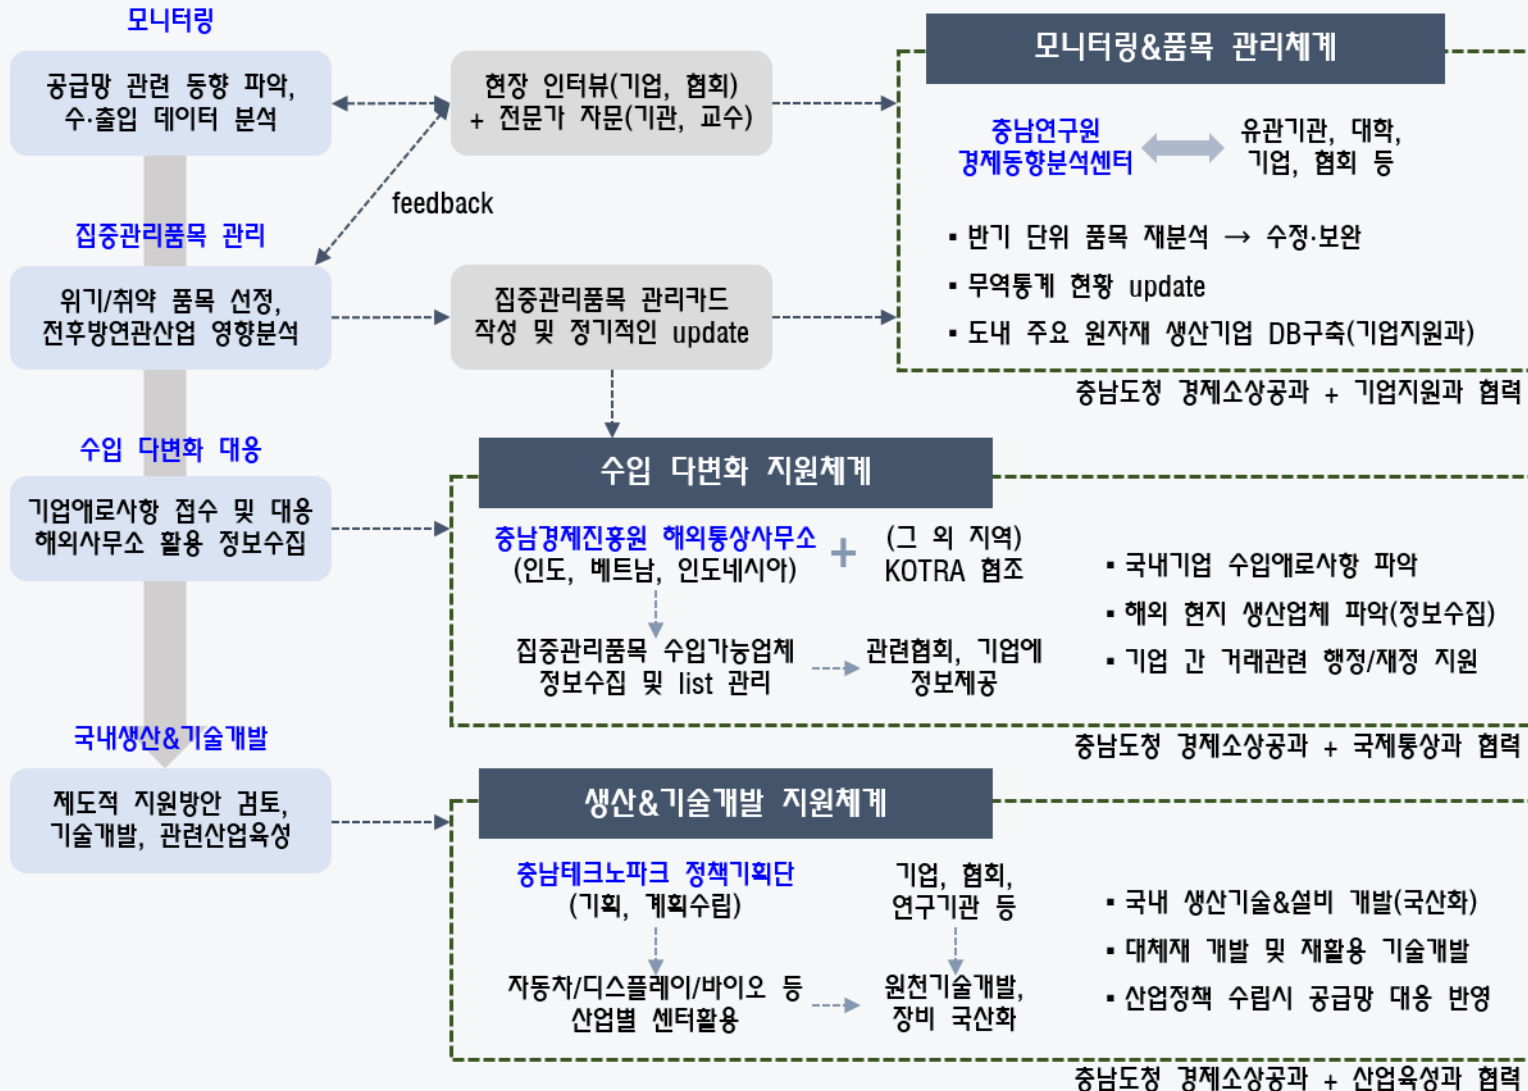 모니터링
공급망 관련 동향 파악,
수·출입 데이터 분석
현장 인터뷰(기업, 협회)
+ 전문가 자문(기관, 교수)
feedback
집중관리품목 관리
위기/취약 품목 선정,
전후방연관산업 영향분석
집중관리품목 관리카드
작성 및 정기적인 update
모니터링&품목 관리체계
충남연구원
경제동향분석센터
유관기관, 대학,
기업, 협회 등
▪ 반기 단위 품목 재분석 → 수정·보완
▪ 무역통계 현황 update
▪ 도내 주요 원자재 생산기업 DB구축(기업지원과)
충남도청 경제소상공과 + 기업지원과 협력
수입 다변화 대응
기업애로사항 접수 및 대응
해외사무소 활용 정보수집
수입 다변화 지원체계
충남경제진흥원 해외통상사무소
(인도, 베트남, 인도네시아)
+
(그 외 지역)
KOTRA 협조
집중관리품목 수입가능업체
정보수집 및 list 관리
관련협회, 기업에
정보제공
▪ 국내기업 수입애로사항 파악
▪ 해외 현지 생산업체 파악(정보수집)
▪ 기업 간 거래관련 행정/재정 지원
충남도청 경제소상공과 + 국제통상과 협력
국내생산&기술개발
제도적 지원방안 검토,
기술개발, 관련산업육성
생산&기술개발 지원체계
충남테크노파크 정책기획단
(기획, 계획수립)
기업, 협회,
연구기관 등
자동차/디스플레이/바이오 등
산업별 센터활용
원천기술개발,
장비 국산화
▪ 국내 생산기술&설비 개발(국산화)
▪ 대체재 개발 및 재활용 기술개발
▪ 산업정책 수립시 공급망 대응 반영
충남도청 경제소상공과 + 산업육성과 협력